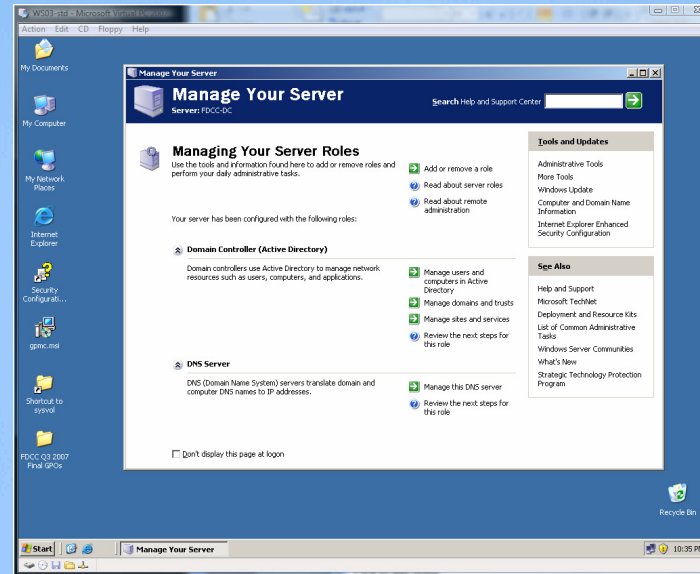 WS03-std - Microsoft Virtual PC 2007
Action Edit CD Floppy Help
My Documents
My Computer
My Network
Places
Internet
Explorer
Security
Configurati...
gpmc.msi
Shortcut to
sysvol
FDCC Q3 2007
Final GPOs
Manage Your Server
Manage Your Server
Server: FDCC-DC
Search Help and Support Center
Managing Your Server Roles
Use the tools and information found here to add or remove roles and
perform your daily administrative tasks.
Add or remove a role
Read about server roles
Read about remote
administration
Your server has been configured with the following roles:
Domain Controller (Active Directory)
Domain controllers use Active Directory to manage network
resources such as users, computers, and applications.
Manage users and
computers in Active
Directory
Manage domains and trusts
Manage sites and services
Review the next steps for
this role
DNS Server
DNS (Domain Name System) servers translate domain and
computer DNS names to IP addresses.
Manage this DNS server
Review the next steps for
this role
Don't display this page at logon
Tools and Updates
Administrative Tools
More Tools
Windows Update
Computer and Domain Name
Information
Internet Explorer Enhanced
Security Configuration
See Also
Help and Support
Microsoft TechNet
Deployment and Resource Kits
List of Common Administrative
Tasks
Windows Server Communities
What's New
Strategic Technology Protection
Program
Recycle Bin
Start
Manage Your Server
10:35 PM